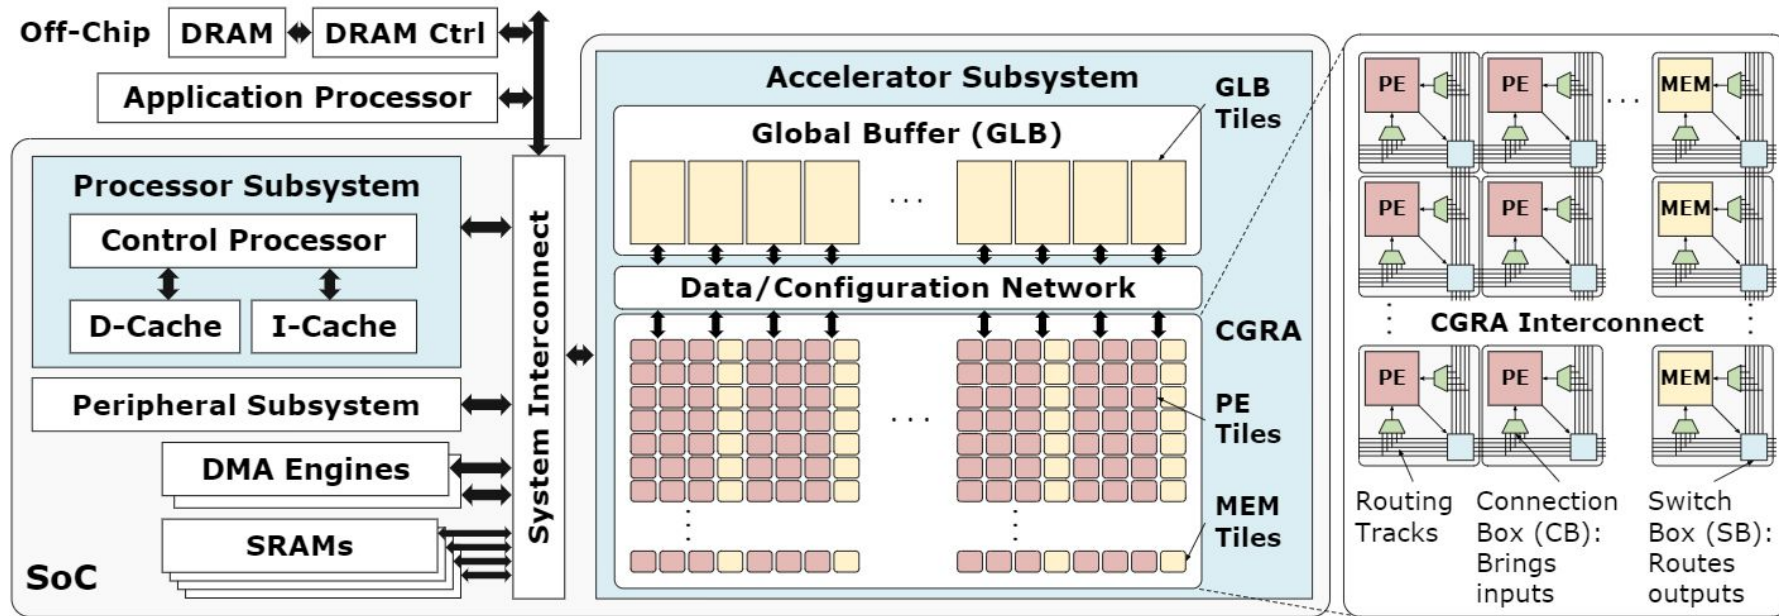 Off-Chip
DRAM
DRAM Ctrl
Application Processor
Processor Subsystem
Control Processor
D-Cache
I-Cache
Peripheral Subsystem
DMA Engines
SRAMs
SoC
System Interconnect
Accelerator Subsystem
Global Buffer (GLB)
. . .
Data/Configuration Network
. . .
GLB
Tiles
CGRA
PE
Tiles
MEM
Tiles
PE
PE
. . .
MEM
PE
PE
MEM
CGRA Interconnect
PE
PE
MEM
Routing
Tracks
Connection
Box (CB):
Brings
inputs
Switch
Box (SB):
Routes
outputs